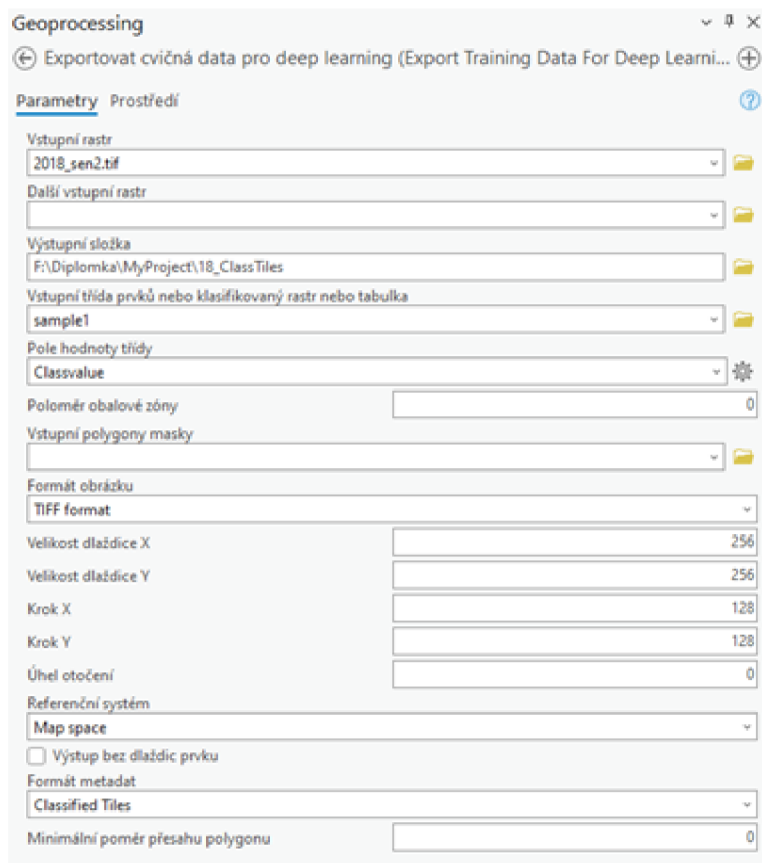 Geoprocessing
Exportovat cvičná data pro deep learning (Export Training Data For Deep Learni...
Parametry Prostředí
Vstupní rastr
2018_sen2.tif
Další vstupní rastr
Výstupní složka
F:\Diplomka\MyProject\18_ClassTiles
Vstupní třída prvků nebo klasifikovaný rastr nebo tabulka
sample1
Pole hodnoty třídy
Classvalue
Poloměr obalové zóny 0
Vstupní polygony masky
Formát obrázku
TIFF format
Velikost dlaždice X 256
Velikost dlaždice Y 256
Krok X 128
Krok Y 128
Úhel otočení 0
Referenční systém
Map space
Výstup bez dlaždic prvku
Formát metadat
Classified Tiles
Minimální poměr přesahu polygonu 0